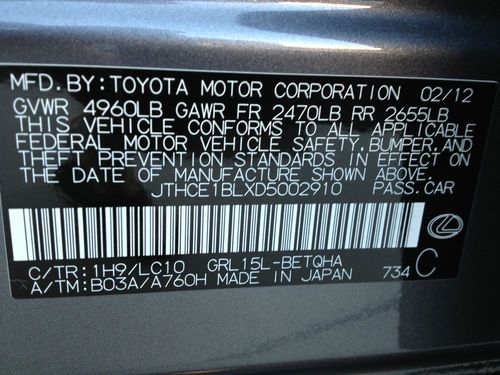 MFD.BY:TOYOTA MOTOR CORPORATION 02/12
GVWR 4960LB GAWR FR 2470LB RR 2655LB
THIS VEHICLE CONFORMS TO ALL APPLICABLE
FEDERAL MOTOR VEHICLE SAFETY,BUMPER,AND
THEFT PREVENTION STANDARDS IN EFFECT ON
THE DATE OF MANUFACTURE SHOWN ABOVE.
JTHCE1BLXD5002910 PASS.CAR
C/TR:1H9/LC10 GRL15L-BETQHA
A/TM:B03A/A760H MADE IN JAPAN 734 C